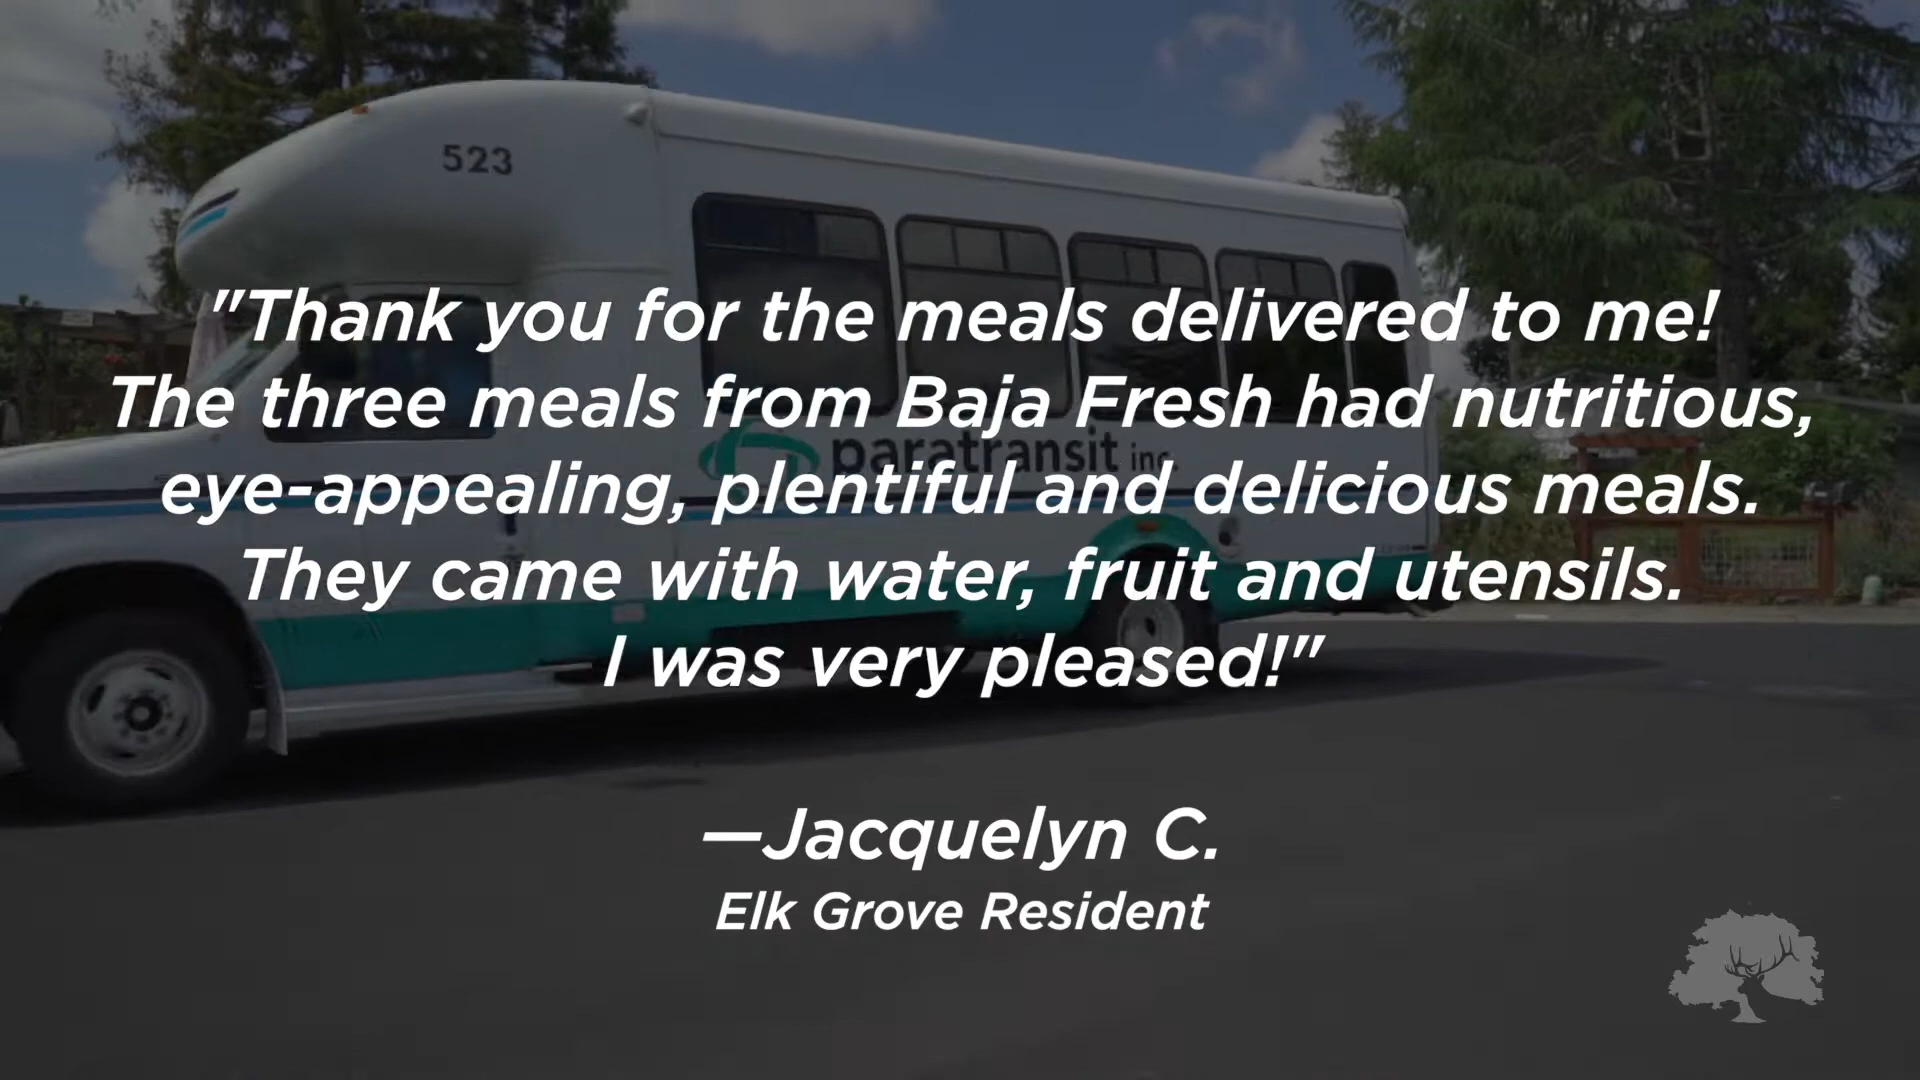 523
"Thank you for the meals delivered to me!
The three meals from Baja Fresh had nutritious,
paratransit inc.
eye-appealing, plentiful and delicious meals.
They came with water, fruit and utensils.
I was very pleased!"
—Jacquelyn C.
Elk Grove Resident